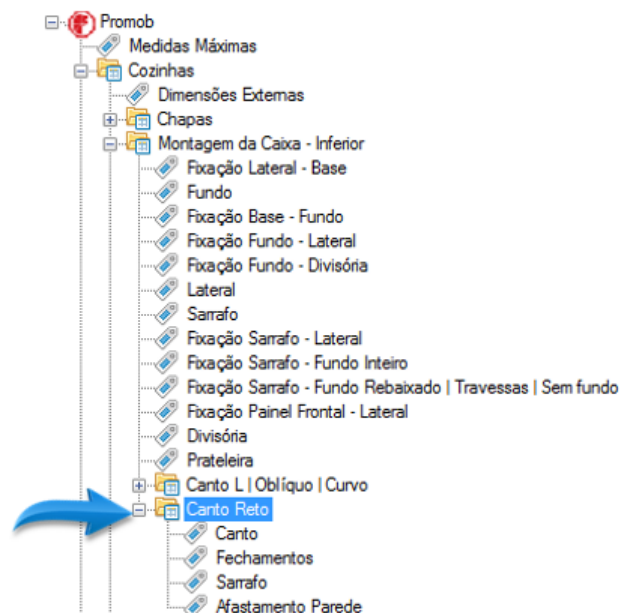 Promob
Medidas Máximas
Cozinhas
Dimensões Externas
Chapas
Montagem da Caixa - Inferior
Fixação Lateral - Base
Fundo
Fixação Base - Fundo
Fixação Fundo - Lateral
Fixação Fundo - Divisória
Lateral
Sarrafo
Fixação Sarrafo - Lateral
Fixação Sarrafo - Fundo Inteiro
Fixação Sarrafo - Fundo Rebaixado | Travessas | Sem fundo
Fixação Painel Frontal - Lateral
Divisória
Prateleira
Canto L | Oblíquo | Curvo
Canto Reto
Canto
Fechamentos
Sarrafo
Afastamento Parede